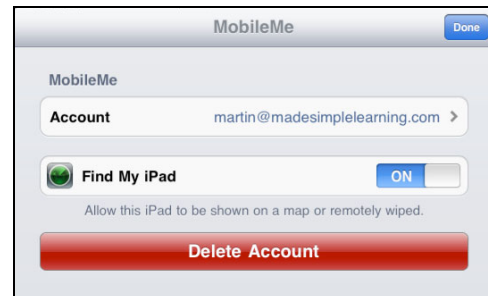 MobileMe Done
MobileMe
Account martin@madesimplelearning.com
Find My iPad ON
Allow this iPad to be shown on a map or remotely wiped.
Delete Account